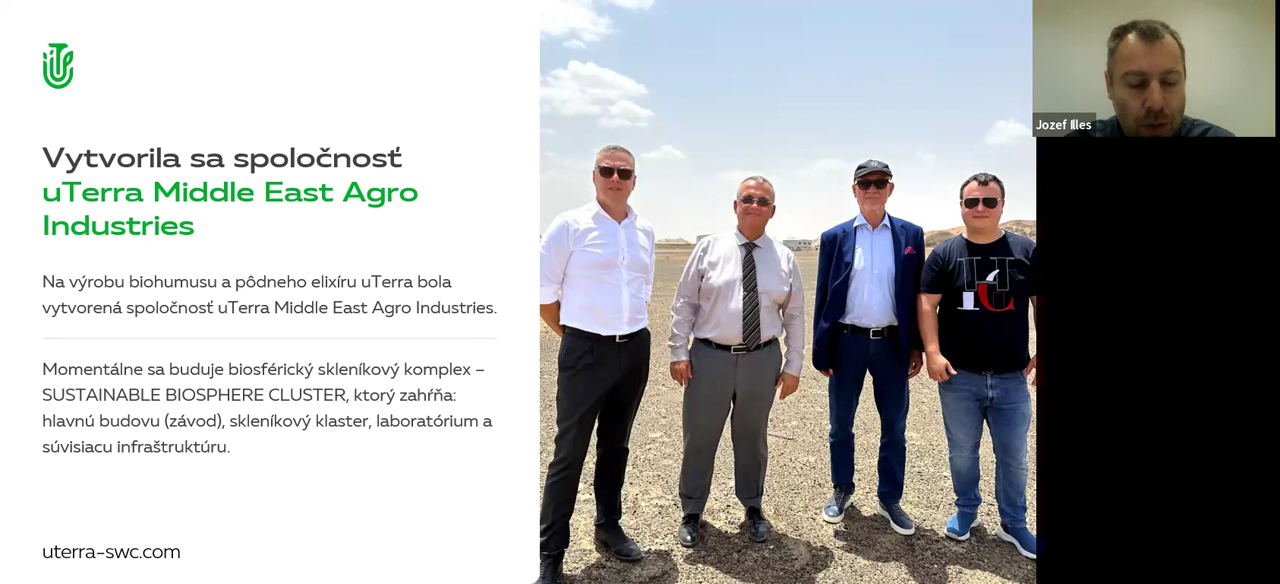 Vytvorila sa spoločnosť
uTerra Middle East Agro
Industries
Na výrobu biohumusu a pôdneho elixíru uTerra bola
vytvorená spoločnosť uTerra Middle East Agro Industries.
Momentálne sa buduje biosférický skleníkový komplex –
SUSTAINABLE BIOSPHERE CLUSTER, ktorý zahŕňa:
hlavnú budovu (závod), skleníkový klaster, laboratórium a
súvisiacu infraštruktúru.
uterra-swc.com
Jozef Illes